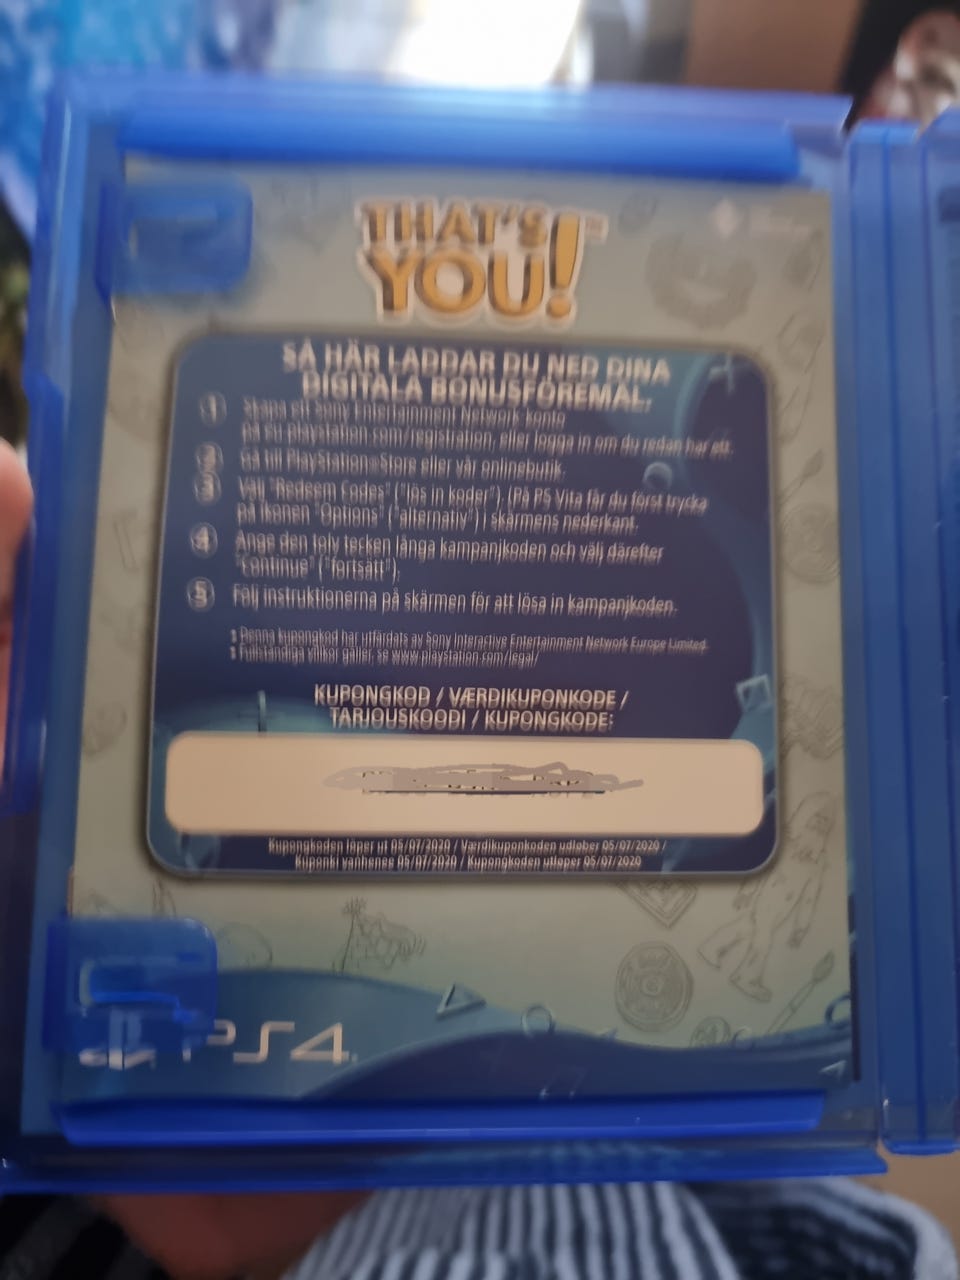 THAT'S
YOU!™
SÅ HÄR LADDAR DU NED DINA
DIGITALA BONUSFÖREMÅL.
1 Skapa ett Sony Entertainment Network-konto
på eu.playstation.com/registration, eller logga in om du redan har ett.
2 Gå till PlayStation®Store eller vår onlinebutik.
3 Välj "Redeem Codes" ("lös in koder"). (På PS Vita får du först trycka
på ikonen "Options" ("alternativ") i skärmens nederkant.
4 Ange den tolv tecken långa kampanjkoden och välj därefter
"Continue" ("fortsätt").
5 Följ instruktionerna på skärmen för att lösa in kampanjkoden.
Denna kupongkod har utfärdats av Sony Interactive Entertainment Network Europe Limited.
Fullständiga villkor gäller, se www.playstation.com/legal/
KUPONGKOD / VÆRDIKUPONKODE /
TARJOUSKOODI / KUPONGKODE:
Kupongkoden löper ut 05/07/2020 / Værdikuponkoden udløber 05/07/2020 /
Kuponki vanhenee 05/07/2020 / Kupongkoden utløper 05/07/2020
PS4